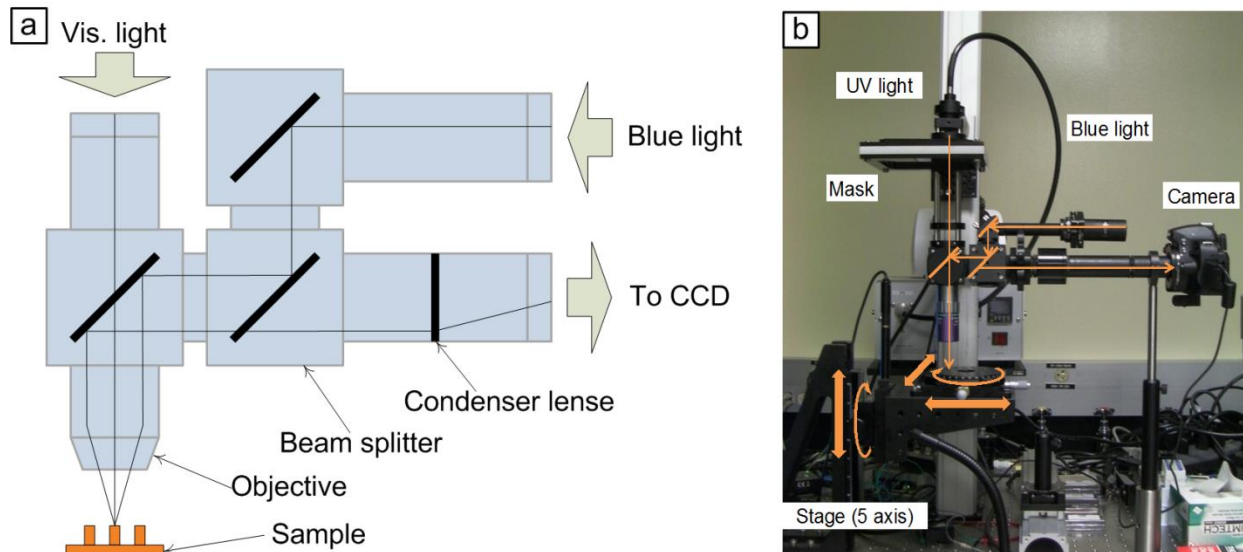 a
Vis. light
Blue light
To CCD
Condenser lense
Beam splitter
Objective
Sample
b
UV light
Blue light
Mask
Camera
Stage (5 axis)